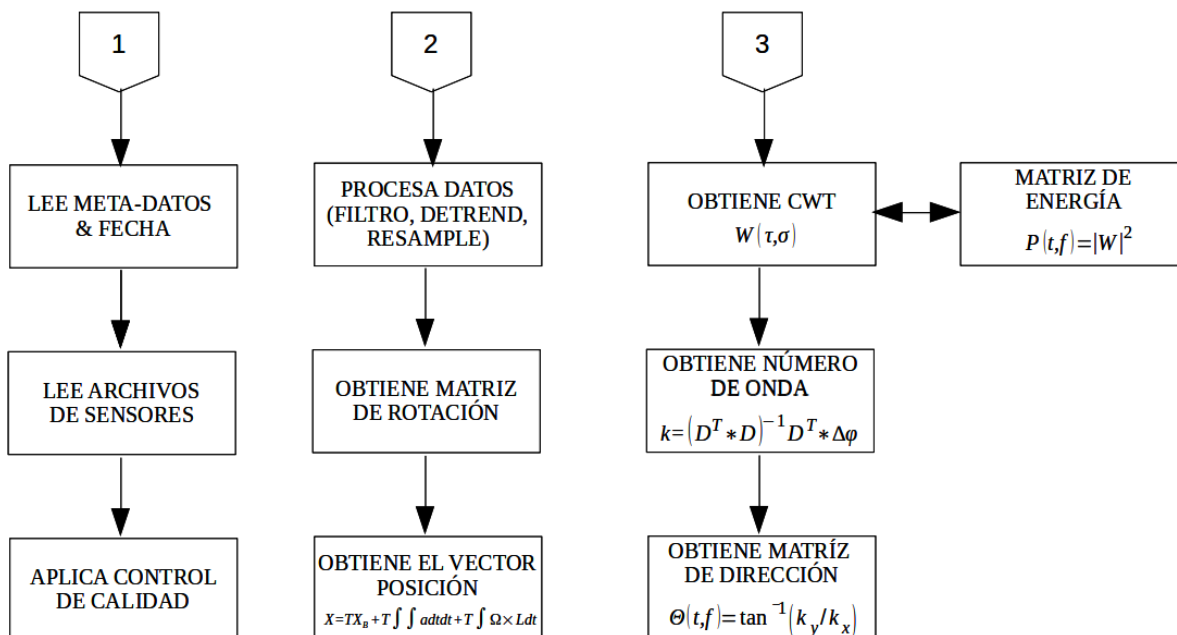 1
LEE META-DATOS
& FECHA
LEE ARCHIVOS
DE SENSORES
APLICA CONTROL
DE CALIDAD
2
PROCESA DATOS
(FILTRO, DETREND,
RESAMPLE)
OBTIENE MATRIZ
DE ROTACIÓN
OBTIENE EL VECTOR
POSICIÓN
X=TX_B+T∫∫adtdt+T∫Ω×Ldt
3
OBTIENE CWT
W(τ,σ)
MATRIZ DE
ENERGÍA
P(t,f)=|W|²
OBTIENE NÚMERO
DE ONDA
k=(D^T*D)^−1 D^T*Δφ
OBTIENE MATRÍZ
DE DIRECCIÓN
Θ(t,f)=tan^−1(k_y/k_x)